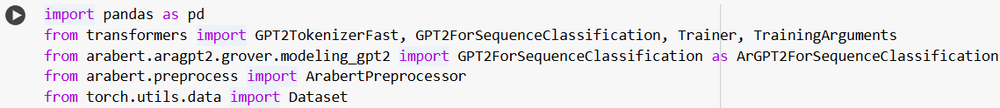 import pandas as pd
from transformers import GPT2TokenizerFast, GPT2ForSequenceClassification, Trainer, TrainingArguments
from arabert.aragpt2.grover.modeling_gpt2 import GPT2ForSequenceClassification as ArGPT2ForSequenceClassification
from arabert.preprocess import ArabertPreprocessor
from torch.utils.data import Dataset